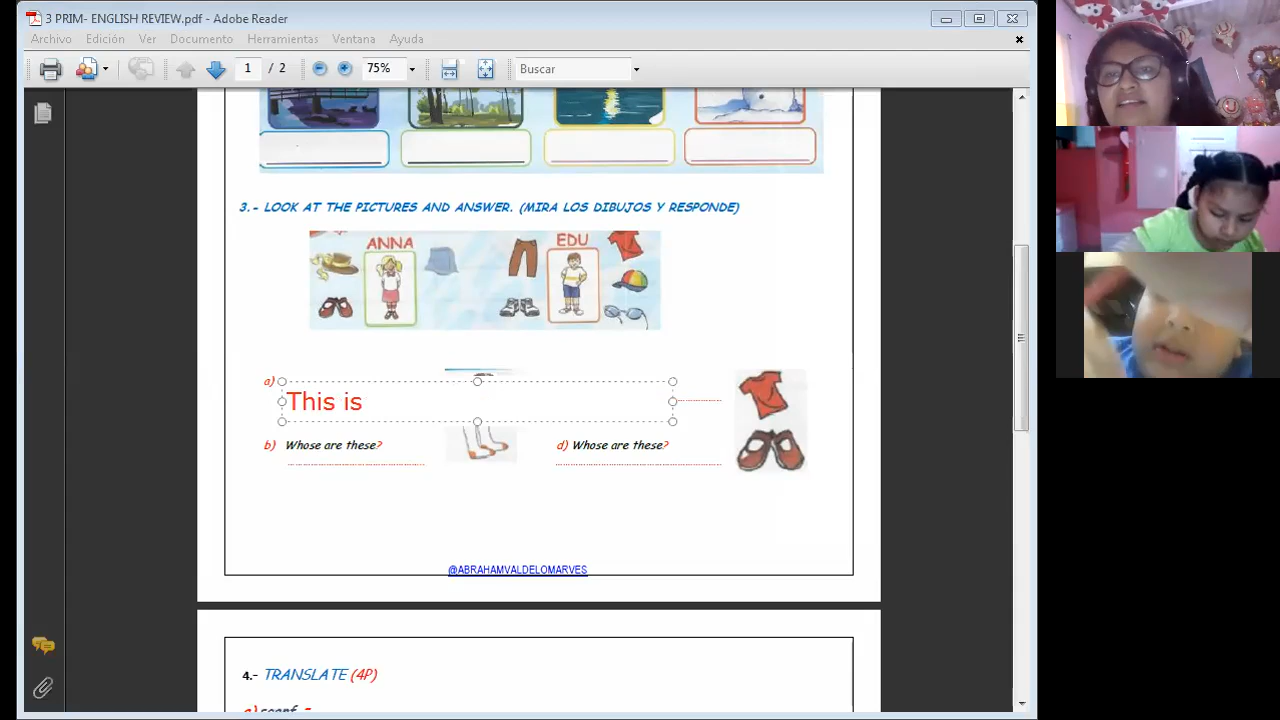 3 PRIM- ENGLISH REVIEW.pdf - Adobe Reader
Archivo Edición Ver Documento Herramientas Ventana Ayuda
1 / 2 75% Buscar
3.- LOOK AT THE PICTURES AND ANSWER. (MIRA LOS DIBUJOS Y RESPONDE)
ANNA EDU
a)
This is
b) Whose are these? d) Whose are these?
@ABRAHAMVALDELOMARVES
4.- TRANSLATE (4P)